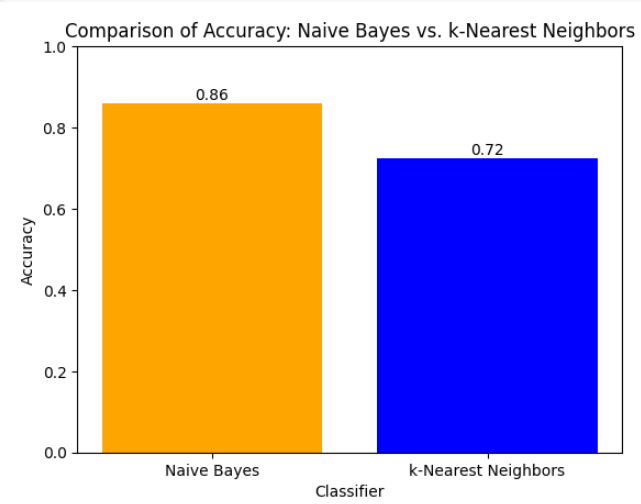 Comparison of Accuracy: Naive Bayes vs. k-Nearest Neighbors
1.0
0.86
0.8
0.72
0.6
Accuracy
0.4
0.2
0.0
Naive Bayes
k-Nearest Neighbors
Classifier